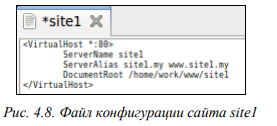 *site1
<VirtualHost *:80>
ServerName site1
ServerAlias site1.my www.site1.my
DocumentRoot /home/work/www/site1
</VirtualHost>
Рис. 4.8. Файл конфигурации сайта site1